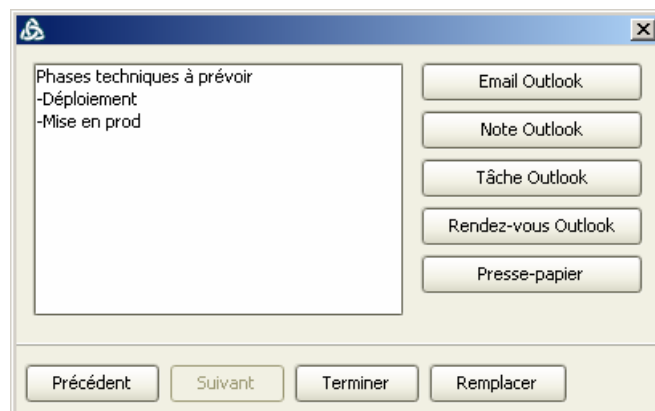 Phases techniques à prévoir
-Déploiement
-Mise en prod
Email Outlook
Note Outlook
Tâche Outlook
Rendez-vous Outlook
Presse-papier
Précédent
Suivant
Terminer
Remplacer